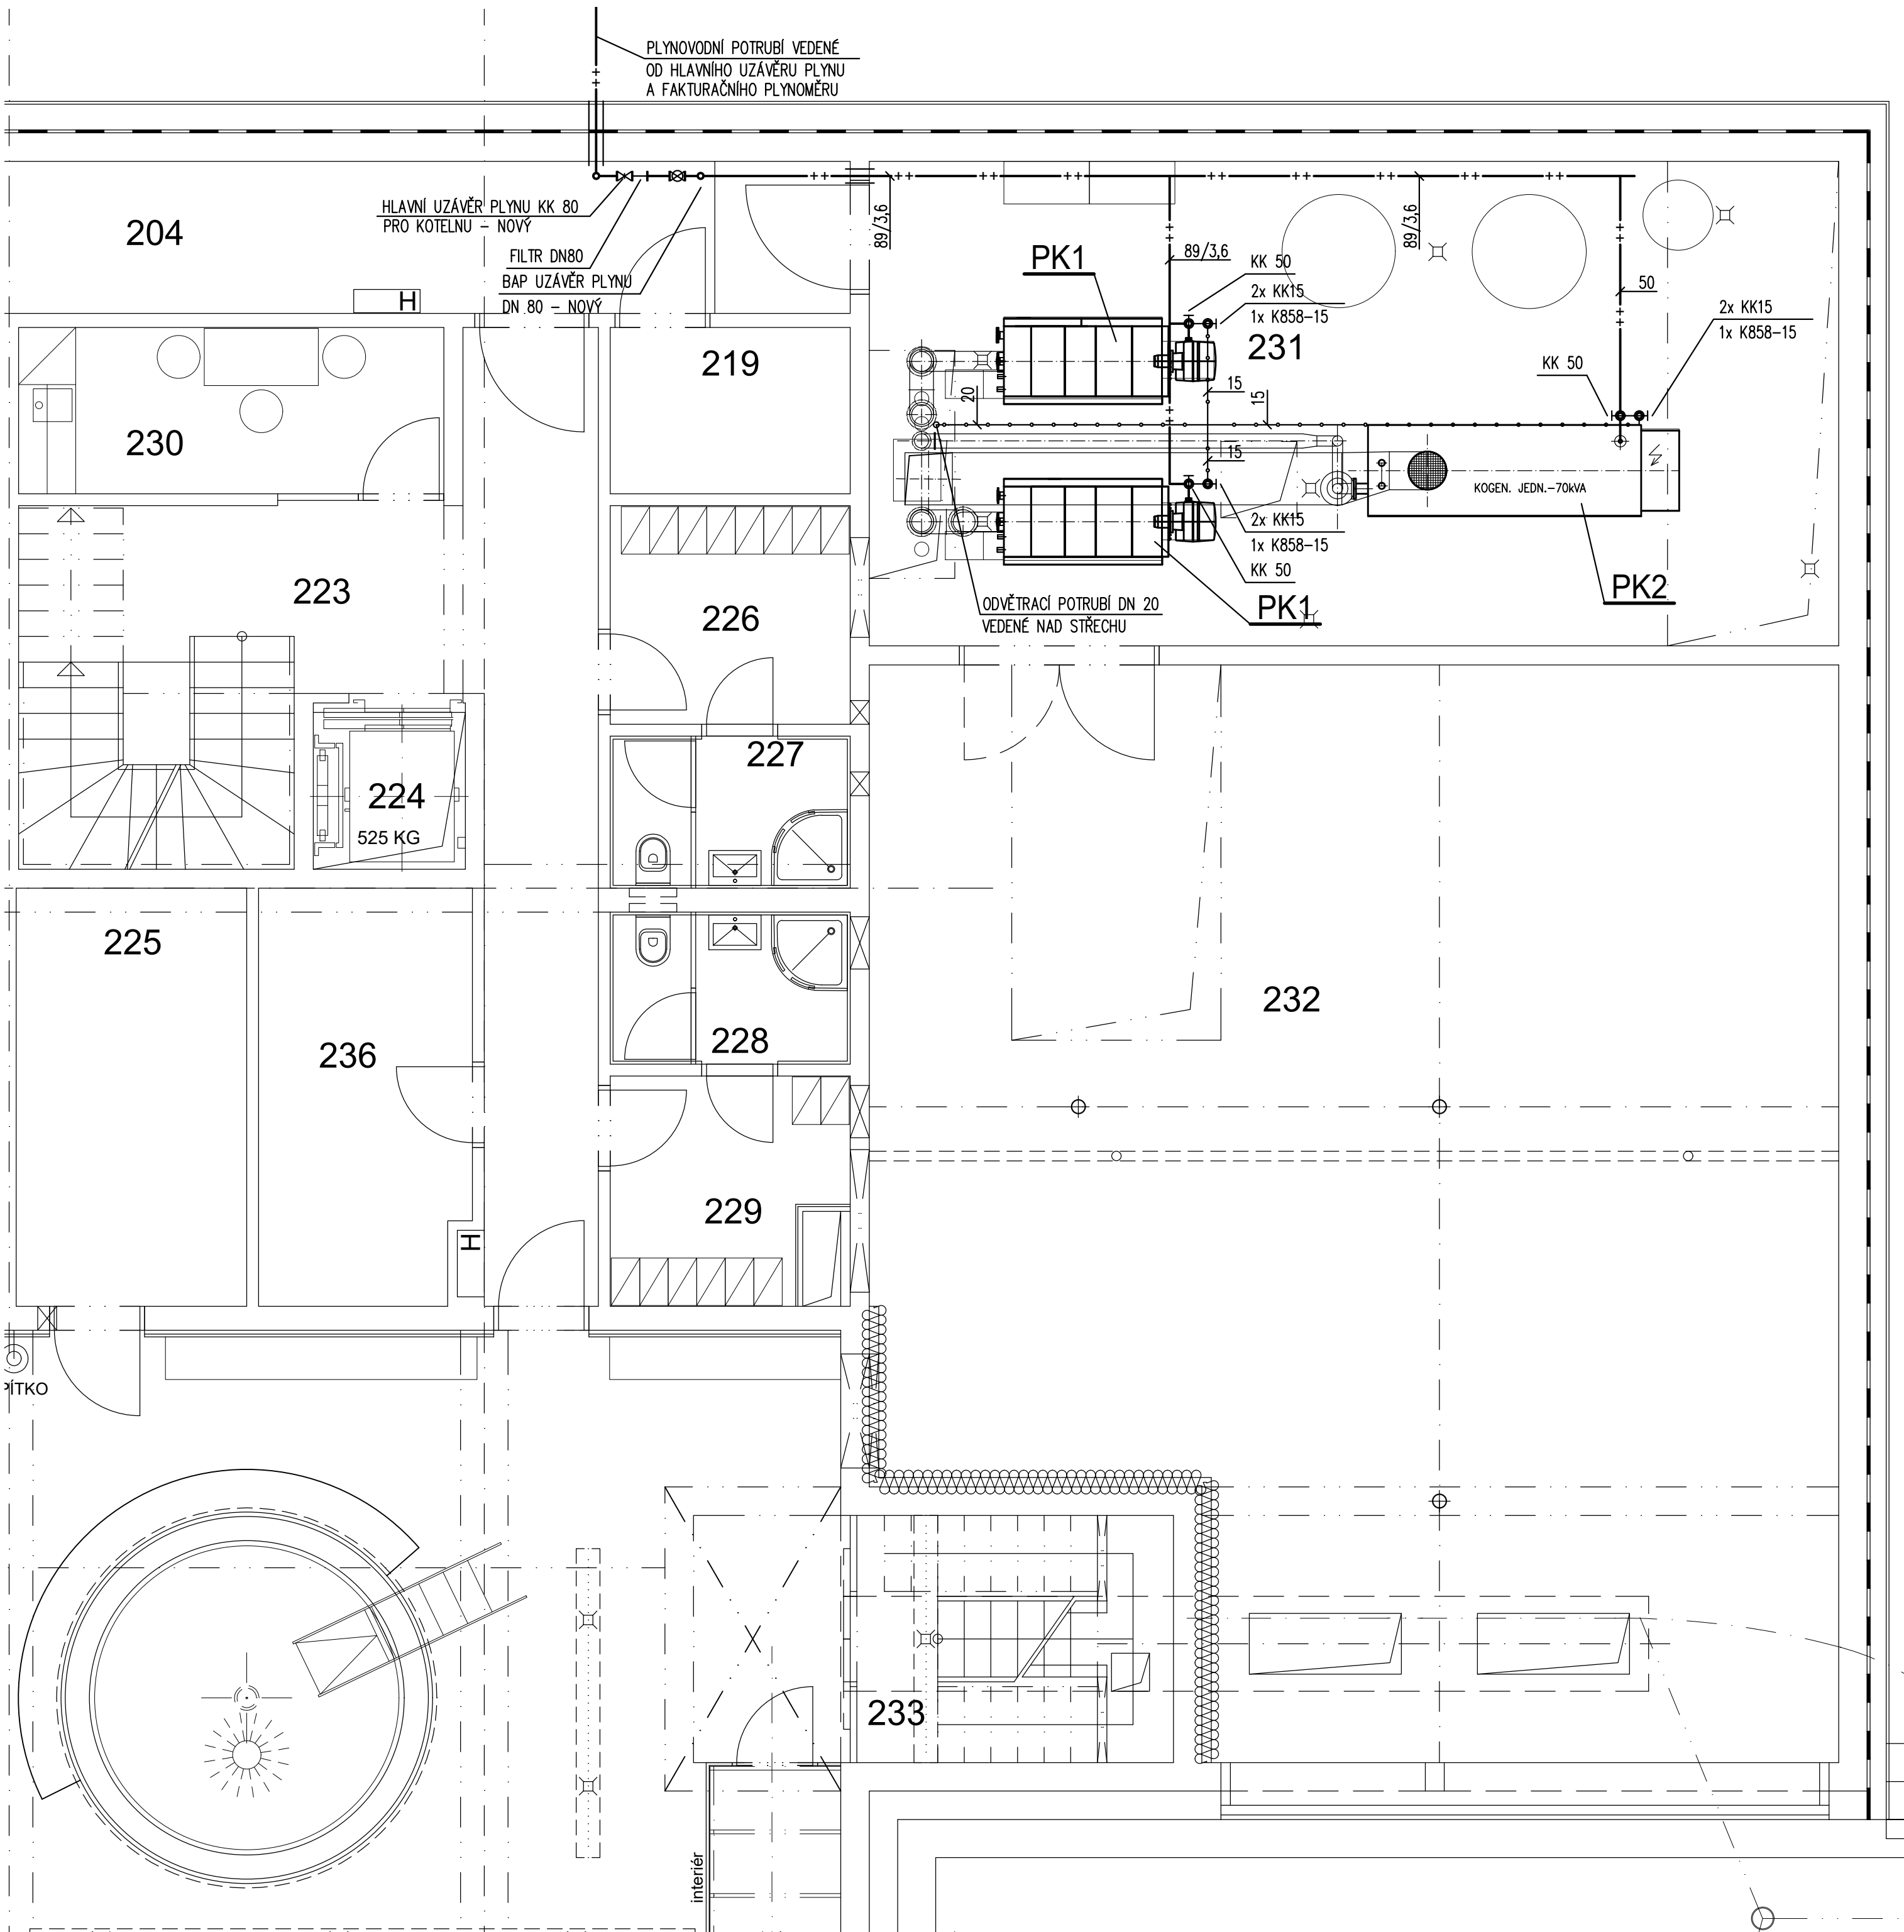 PLYNOVODNÍ POTRUBÍ VEDENÉ
OD HLAVNÍHO UZÁVĚRU PLYNU
A FAKTURAČNÍHO PLYNOMĚRU
HLAVNÍ UZÁVĚR PLYNU KK 80
PRO KOTELNU – NOVÝ
FILTR DN80
BAP UZÁVĚR PLYNU
DN 80 – NOVÝ
204
H
89/3,6
89/3,6
89/3,6
PK1
KK 50
2x KK15
1x K858–15
231
50
2x KK15
1x K858–15
KK 50
219
230
20
15
15
15
KOGEN. JEDN.–70kVA
2x KK15
1x K858–15
KK 50
PK1
PK2
ODVĚTRACÍ POTRUBÍ DN 20
VEDENÉ NAD STŘECHU
223
226
227
224
525 KG
225
236
228
232
229
H
PÍTKO
233
interiér